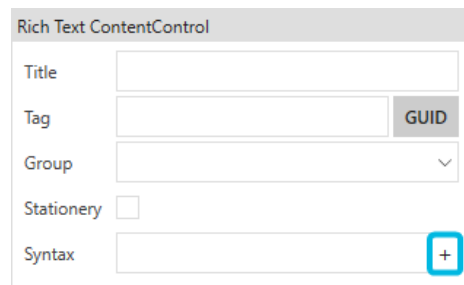 Rich Text ContentControl
Title
Tag GUID
Group
Stationery
Syntax +